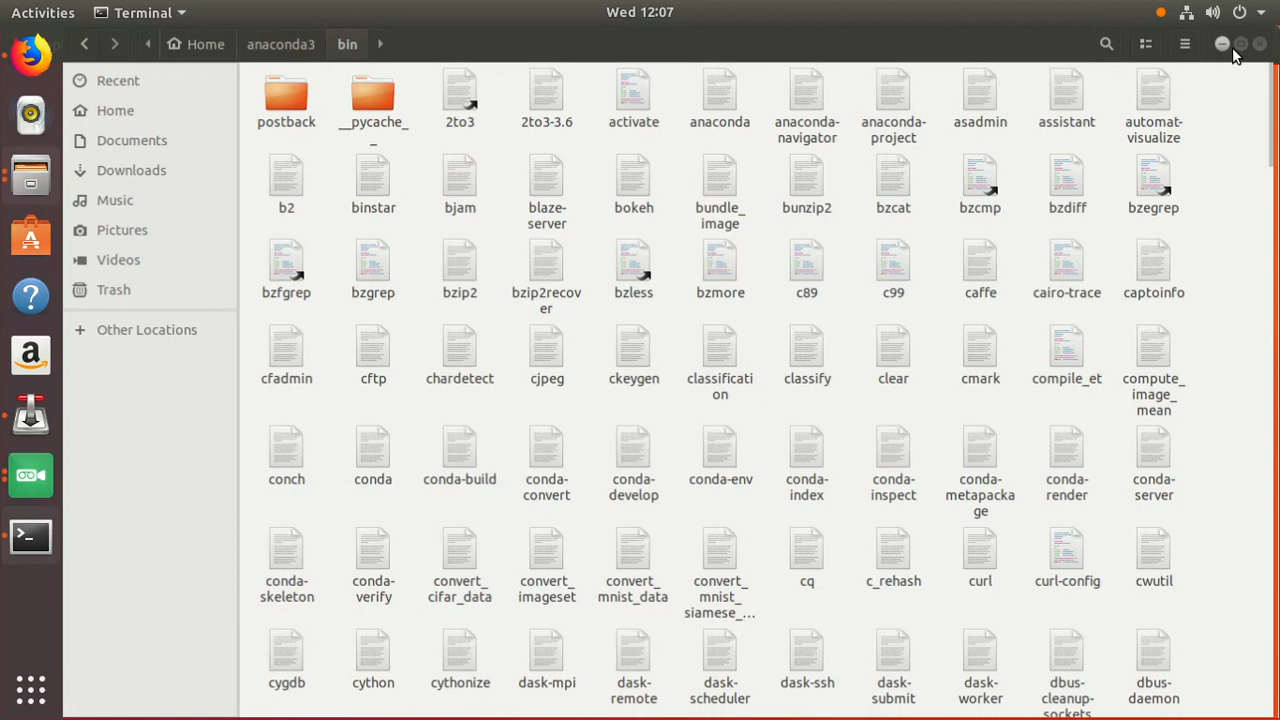 Activities
Terminal
Wed 12:07
Home
anaconda3
bin
Recent
Home
Documents
Downloads
Music
Pictures
Videos
Trash
+ Other Locations
postback
__pycache_
_
2to3
2to3-3.6
activate
anaconda
anaconda-
navigator
anaconda-
project
asadmin
assistant
automat-
visualize
b2
binstar
bjam
blaze-
server
bokeh
bundle_
image
bunzip2
bzcat
bzcmp
bzdiff
bzegrep
bzfgrep
bzgrep
bzip2
bzip2recov
er
bzless
bzmore
c89
c99
caffe
cairo-trace
captoinfo
cfadmin
cftp
chardetect
cjpeg
ckeygen
classificati
on
classify
clear
cmark
compile_et
compute_
image_
mean
conch
conda
conda-build
conda-
convert
conda-
develop
conda-env
conda-
index
conda-
inspect
conda-
metapacka
ge
conda-
render
conda-
server
conda-
skeleton
conda-
verify
convert_
cifar_data
convert_
imageset
convert_
mnist_data
convert_
mnist_
siamese_...
cq
c_rehash
curl
curl-config
cwutil
cygdb
cython
cythonize
dask-mpi
dask-
remote
dask-
scheduler
dask-ssh
dask-
submit
dask-
worker
dbus-
cleanup-
sockets
dbus-
daemon